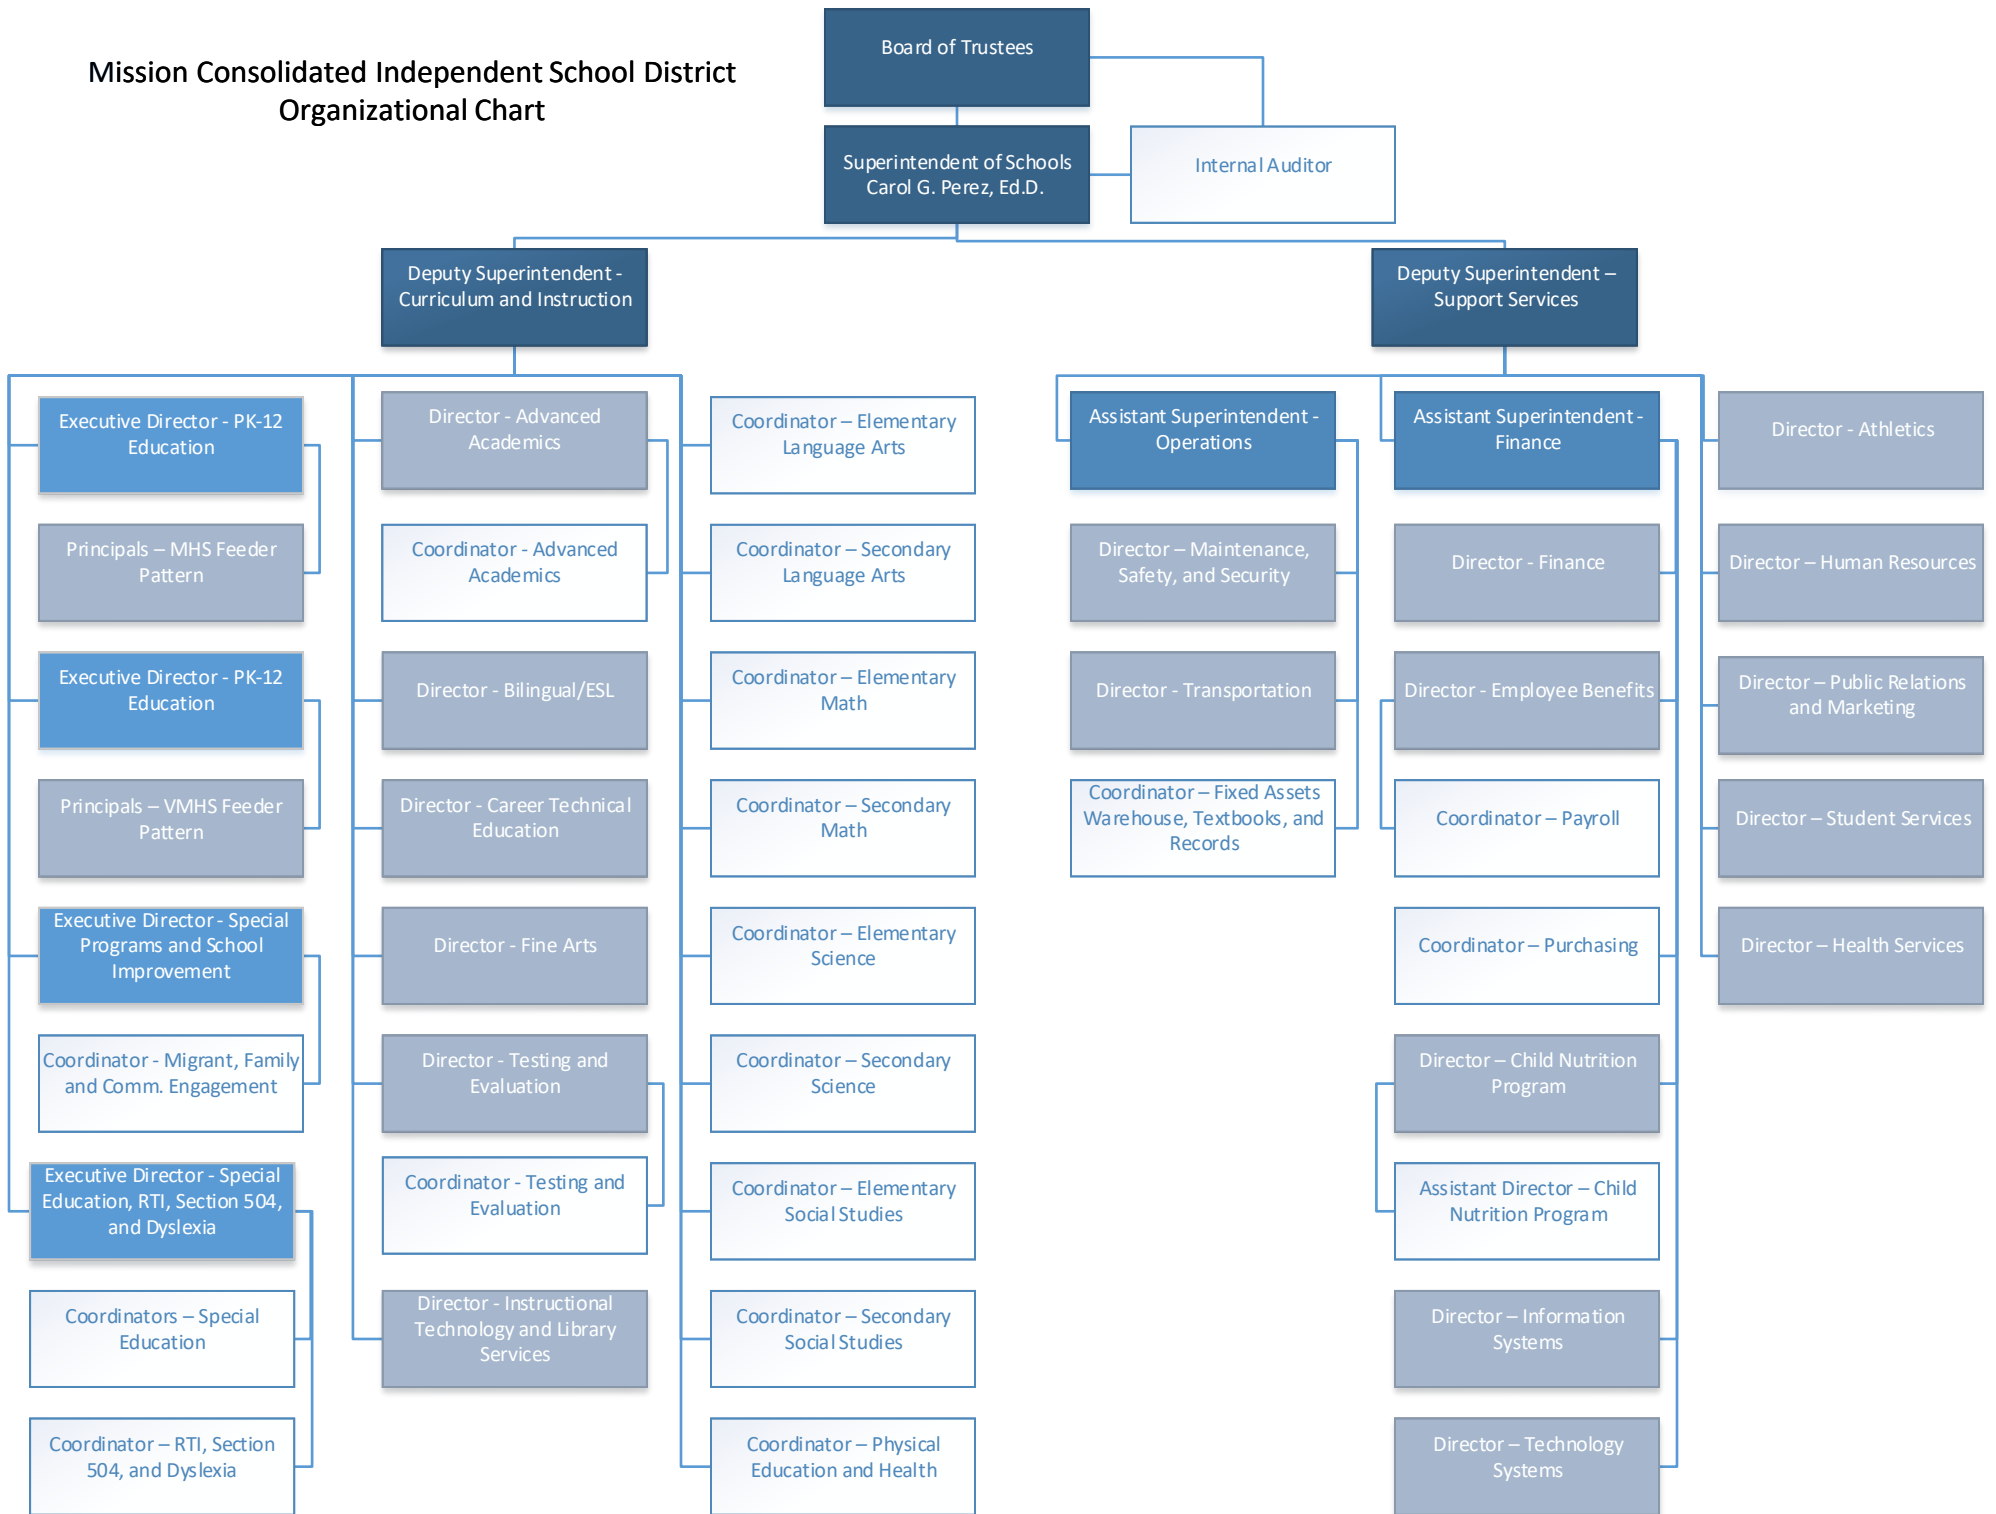 Mission Consolidated Independent School District
Organizational Chart
Board of Trustees
Superintendent of Schools
Carol G. Perez, Ed.D.
Internal Auditor
Deputy Superintendent -
Curriculum and Instruction
Deputy Superintendent –
Support Services
Executive Director - PK-12
Education
Principals – MHS Feeder
Pattern
Executive Director - PK-12
Education
Principals – VMHS Feeder
Pattern
Executive Director - Special
Programs and School
Improvement
Coordinator - Migrant, Family
and Comm. Engagement
Executive Director - Special
Education, RTI, Section 504,
and Dyslexia
Coordinators – Special
Education
Coordinator – RTI, Section
504, and Dyslexia
Director - Advanced
Academics
Coordinator - Advanced
Academics
Director - Bilingual/ESL
Director - Career Technical
Education
Director - Fine Arts
Director - Testing and
Evaluation
Coordinator - Testing and
Evaluation
Director - Instructional
Technology and Library
Services
Coordinator – Elementary
Language Arts
Coordinator – Secondary
Language Arts
Coordinator – Elementary
Math
Coordinator – Secondary
Math
Coordinator – Elementary
Science
Coordinator – Secondary
Science
Coordinator – Elementary
Social Studies
Coordinator – Secondary
Social Studies
Coordinator – Physical
Education and Health
Assistant Superintendent -
Operations
Director – Maintenance,
Safety, and Security
Director - Transportation
Coordinator – Fixed Assets
Warehouse, Textbooks, and
Records
Assistant Superintendent -
Finance
Director - Finance
Director - Employee Benefits
Coordinator – Payroll
Coordinator – Purchasing
Director – Child Nutrition
Program
Assistant Director – Child
Nutrition Program
Director – Information
Systems
Director – Technology
Systems
Director - Athletics
Director – Human Resources
Director – Public Relations
and Marketing
Director – Student Services
Director – Health Services